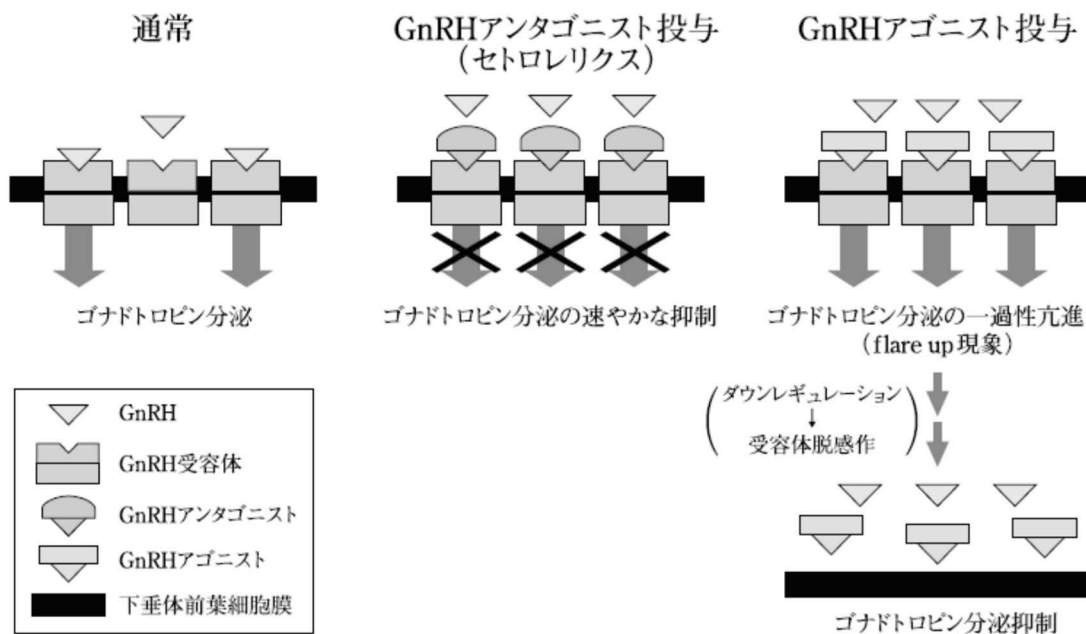 通常
GnRHアンタゴニスト投与
(セトロレリクス)
GnRHアゴニスト投与
ゴナドトロピン分泌
ゴナドトロピン分泌の速やかな抑制
ゴナドトロピン分泌の一過性亢進
(flare up現象)
ダウンレギュレーション
↓
受容体脱感作
ゴナドトロピン分泌抑制
GnRH
GnRH受容体
GnRHアンタゴニスト
GnRHアゴニスト
下垂体前葉細胞膜